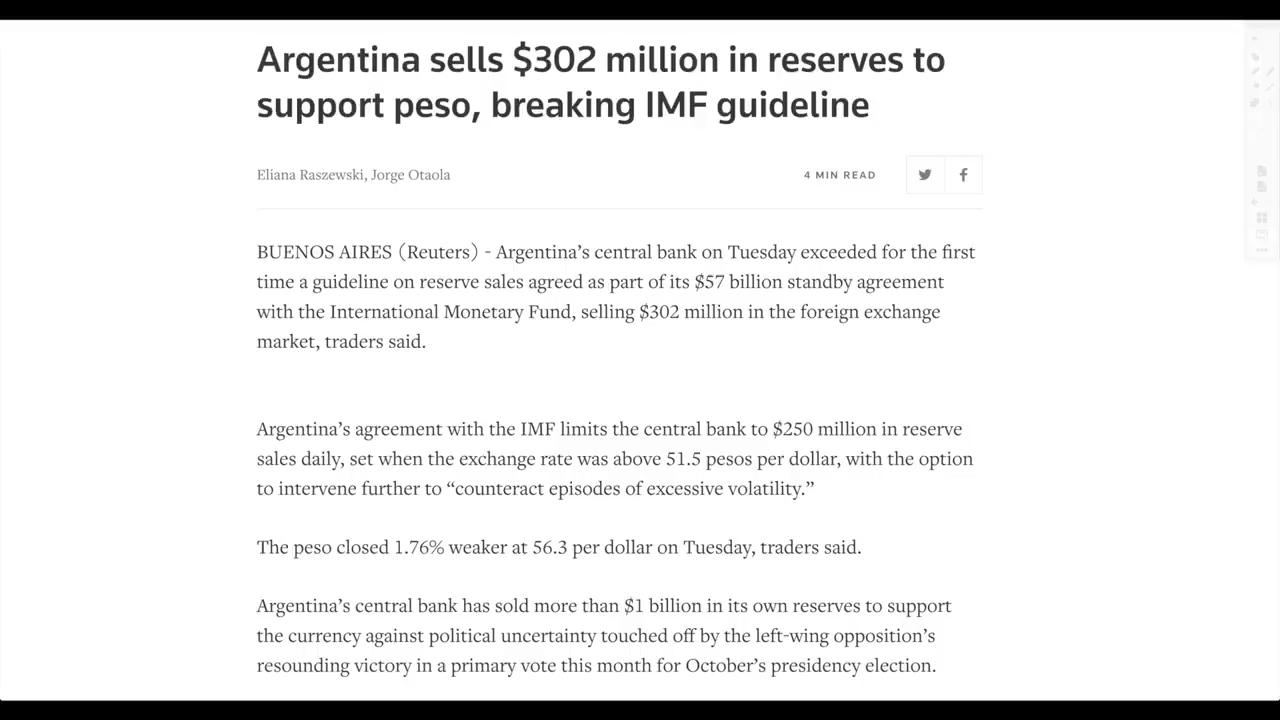 Argentina sells $302 million in reserves to
support peso, breaking IMF guideline
Eliana Raszewski, Jorge Otaola
4 MIN READ
BUENOS AIRES (Reuters) - Argentina’s central bank on Tuesday exceeded for the first
time a guideline on reserve sales agreed as part of its $57 billion standby agreement
with the International Monetary Fund, selling $302 million in the foreign exchange
market, traders said.
Argentina’s agreement with the IMF limits the central bank to $250 million in reserve
sales daily, set when the exchange rate was above 51.5 pesos per dollar, with the option
to intervene further to “counteract episodes of excessive volatility.”
The peso closed 1.76% weaker at 56.3 per dollar on Tuesday, traders said.
Argentina’s central bank has sold more than $1 billion in its own reserves to support
the currency against political uncertainty touched off by the left-wing opposition’s
resounding victory in a primary vote this month for October’s presidency election.